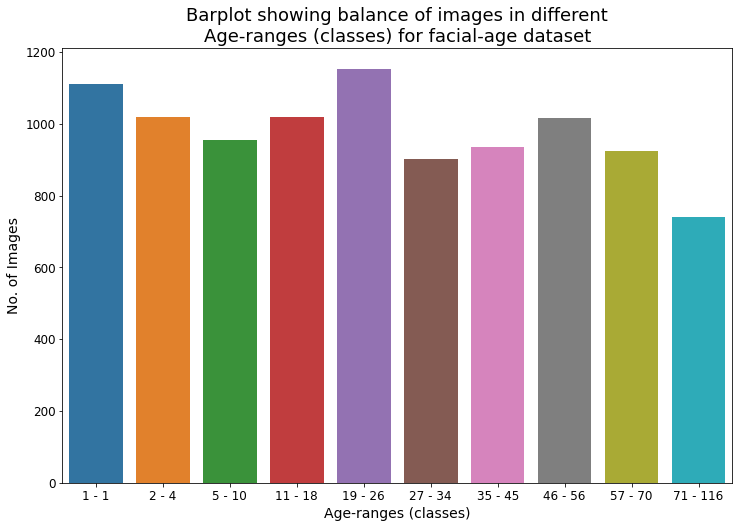 Barplot showing balance of images in different
Age-ranges (classes) for facial-age dataset
No. of Images
1200
1000
800
600
400
200
0
1 - 1
2 - 4
5 - 10
11 - 18
19 - 26
27 - 34
35 - 45
46 - 56
57 - 70
71 - 116
Age-ranges (classes)